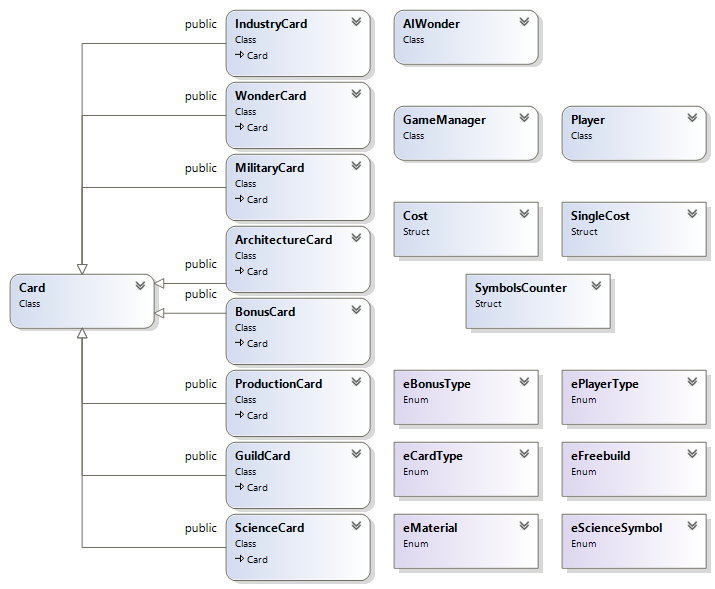 public
IndustryCard
Class
Card
AIWonder
Class
public
WonderCard
Class
Card
GameManager
Class
Player
Class
public
MilitaryCard
Class
Card
Cost
Struct
SingleCost
Struct
public
ArchitectureCard
Class
Card
Card
Class
SymbolsCounter
Struct
public
BonusCard
Class
Card
public
ProductionCard
Class
Card
eBonusType
Enum
ePlayerType
Enum
public
GuildCard
Class
Card
eCardType
Enum
eFreebuild
Enum
public
ScienceCard
Class
Card
eMaterial
Enum
eScienceSymbol
Enum